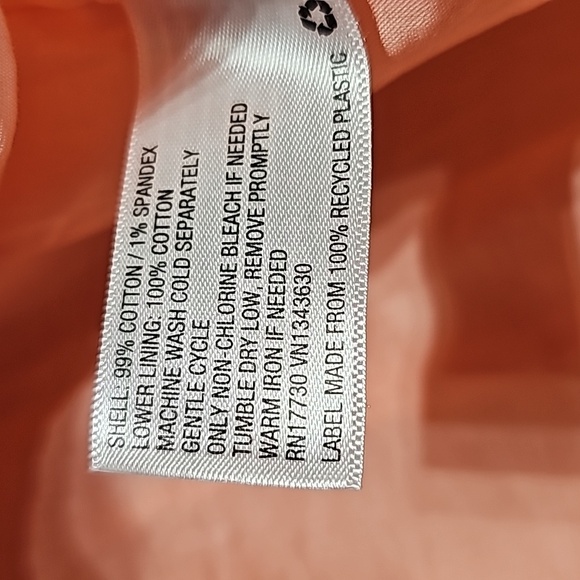 SHELL: 99% COTTON / 1% SPANDEX
LOWER LINING: 100% COTTON
MACHINE WASH COLD SEPARATELY
GENTLE CYCLE
ONLY NON-CHLORINE BLEACH IF NEEDED
TUMBLE DRY LOW, REMOVE PROMPTLY
WARM IRON IF NEEDED
RN17730 VN1343630
LABEL MADE FROM 100% RECYCLED PLASTIC